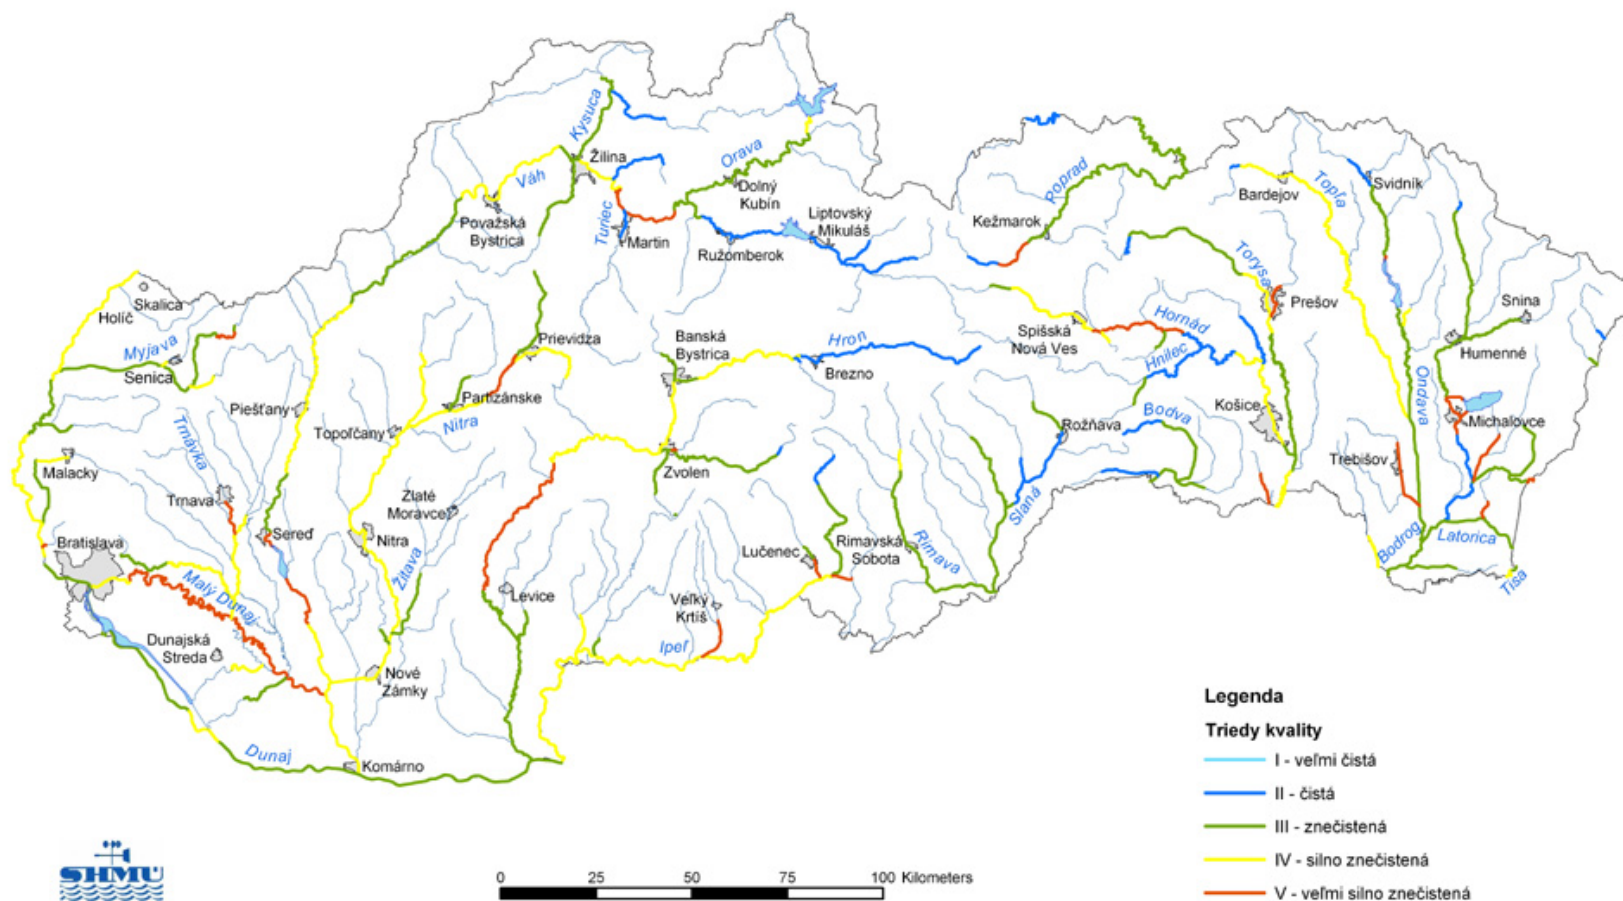 Kysuca
Žilina
Orava
Váh
Dolný
Kubín
Považská
Bystrica
Turiec
Martin
Liptovský
Mikuláš
Ružomberok
Poprad
Kežmarok
Bardejov
Topľa
Svidník
Torysa
Prešov
Skalica
Holíč
Myjava
Senica
Prievidza
Banská
Bystrica
Hron
Brezno
Spišská
Nová Ves
Hornád
Hnilec
Snina
Humenné
Ondava
Partizánske
Piešťany
Topoľčany
Nitra
Trnávka
Rožňava
Bodva
Košice
Michalovce
Malacky
Trnava
Zlaté
Moravce
Zvolen
Slaná
Trebišov
Sereď
Nitra
Bratislava
Malý Dunaj
Žitava
Levice
Lučenec
Rimavská
Sobota
Rimava
Bodrog
Latorica
Tisa
Veľký
Krtíš
Ipeľ
Dunajská
Streda
Nové
Zámky
Dunaj
Komárno
Legenda
Triedy kvality
I - veľmi čistá
II - čistá
III - znečistená
IV - silno znečistená
V - veľmi silno znečistená
SHMÚ
0 25 50 75 100 Kilometers